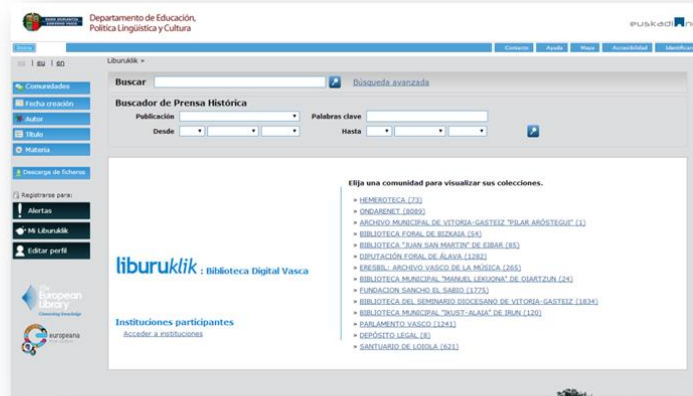 Departamento de Educación,
Política Lingüística y Cultura
euskadi
Contacto Ayuda Mapa Accesibilidad
eu | en
Liburuklik »
Comunidades
Fecha creación
Autor
Título
Materia
Descarga de ficheros
Registrarse para:
Alertas
Mi Liburuklik
Editar perfil
The European Library
Connecting knowledge
europeana
Buscar
Búsqueda avanzada
Buscador de Prensa Histórica
Publicación Palabras clave
Desde Hasta
liburuklik : Biblioteca Digital Vasca
Instituciones participantes
Acceder a instituciones
Elija una comunidad para visualizar sus colecciones.
» HEMEROTECA (73)
» ONDARENET (8089)
» ARCHIVO MUNICIPAL DE VITORIA-GASTEIZ "PILAR ARÓSTEGUI" (1)
» BIBLIOTECA FORAL DE BIZKAIA (54)
» BIBLIOTECA "JUAN SAN MARTIN" DE EIBAR (85)
» DIPUTACIÓN FORAL DE ÁLAVA (1282)
» ERESBIL: ARCHIVO VASCO DE LA MÚSICA (265)
» BIBLIOTECA MUNICIPAL "MANUEL LEKUONA" DE OIARTZUN (24)
» FUNDACION SANCHO EL SABIO (1775)
» BIBLIOTECA DEL SEMINARIO DIOCESANO DE VITORIA-GASTEIZ (1834)
» BIBLIOTECA MUNICIPAL "IKUST-ALAIA" DE IRUN (120)
» PARLAMENTO VASCO (1241)
» DEPÓSITO LEGAL (8)
» SANTUARIO DE LOIOLA (621)